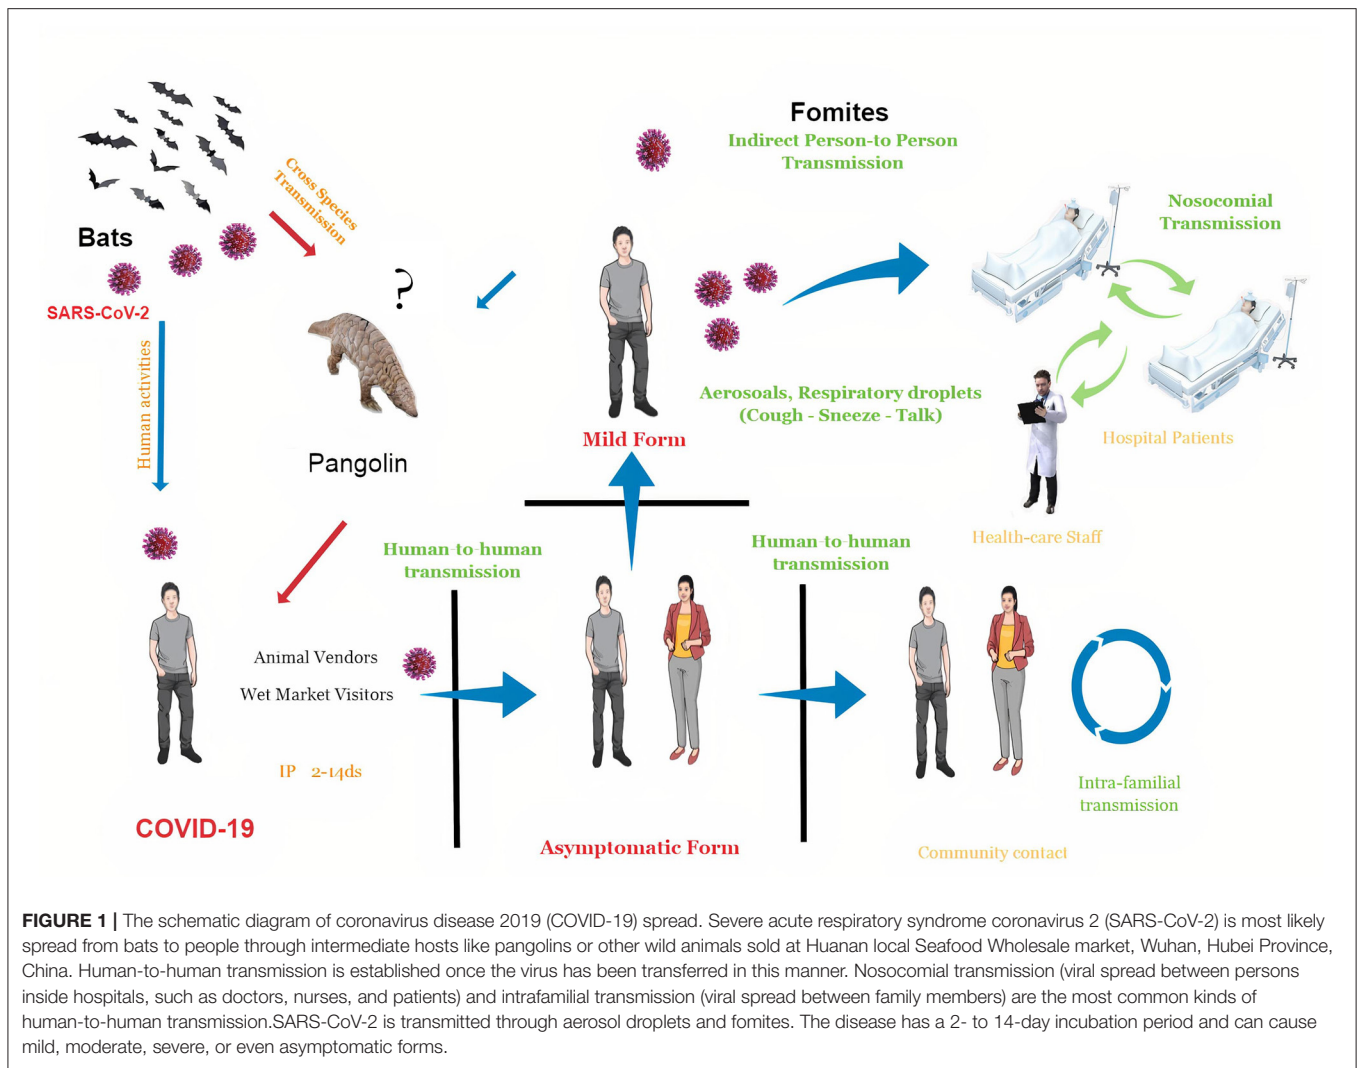 Fomites
Indirect Person-to Person
Transmission
Cross Species
Transmission
Nosocomial
Transmission
Bats
SARS-CoV-2
?
Human activities
Aerosoals, Respiratory droplets
(Cough - Sneeze - Talk)
Mild Form
Hospital Patients
Pangolin
Health-care Staff
Human-to-human
transmission
Human-to-human
transmission
Animal Vendors
Wet Market Visitors
IP 2-14ds
Intra-familial
transmission
COVID-19
Asymptomatic Form
Community contact
FIGURE 1 | The schematic diagram of coronavirus disease 2019 (COVID-19) spread. Severe acute respiratory syndrome coronavirus 2 (SARS-CoV-2) is most likely
spread from bats to people through intermediate hosts like pangolins or other wild animals sold at Huanan local Seafood Wholesale market, Wuhan, Hubei Province,
China. Human-to-human transmission is established once the virus has been transferred in this manner. Nosocomial transmission (viral spread between persons
inside hospitals, such as doctors, nurses, and patients) and intrafamilial transmission (viral spread between family members) are the most common kinds of
human-to-human transmission.SARS-CoV-2 is transmitted through aerosol droplets and fomites. The disease has a 2- to 14-day incubation period and can cause
mild, moderate, severe, or even asymptomatic forms.